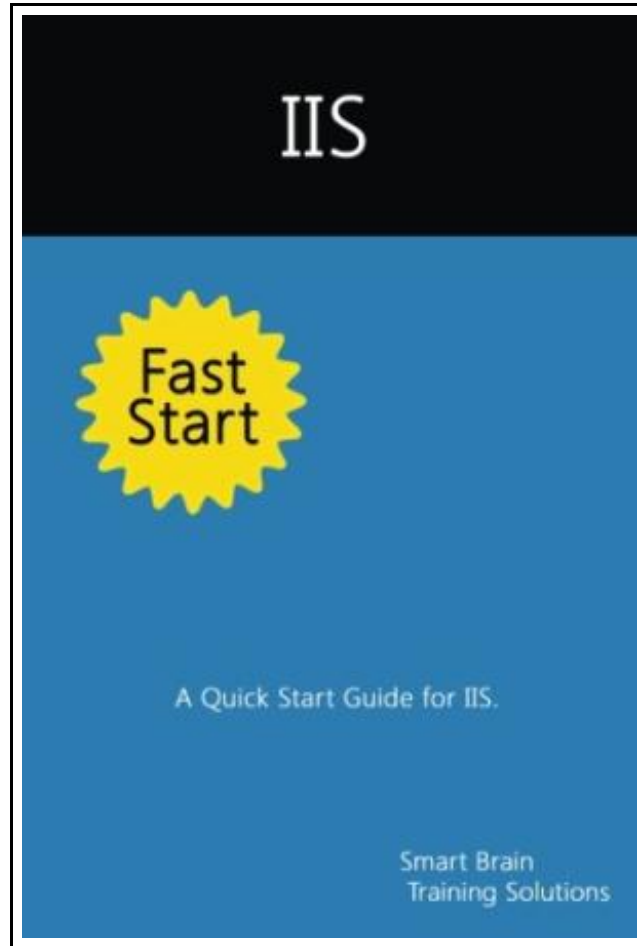 IIS
Fast
Start
A Quick Start Guide for IIS.
Smart Brain
Training Solutions